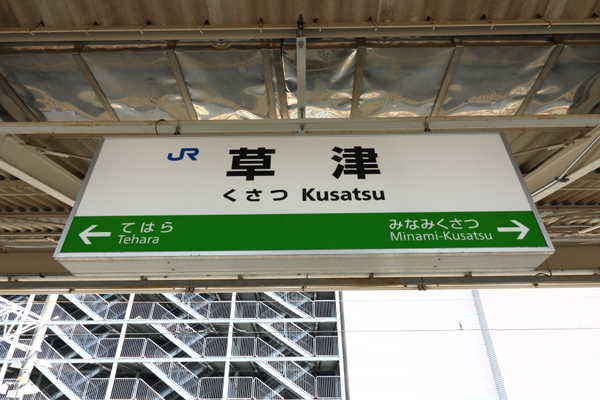 JR 草津
くさつ Kusatsu
← てはら
Tehara
みなみくさつ →
Minami-Kusatsu